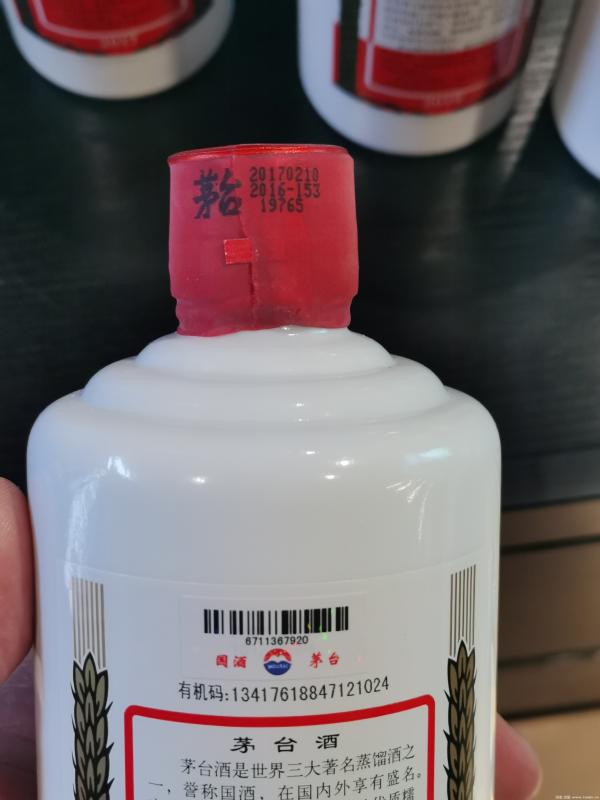 茅台
20170210
2016-153
19765
6711367920
国酒 茅台
有机码:13417618847121024
茅台酒
茅台酒是世界三大著名蒸馏酒之
一，誉称国酒，在国内外享有盛名。